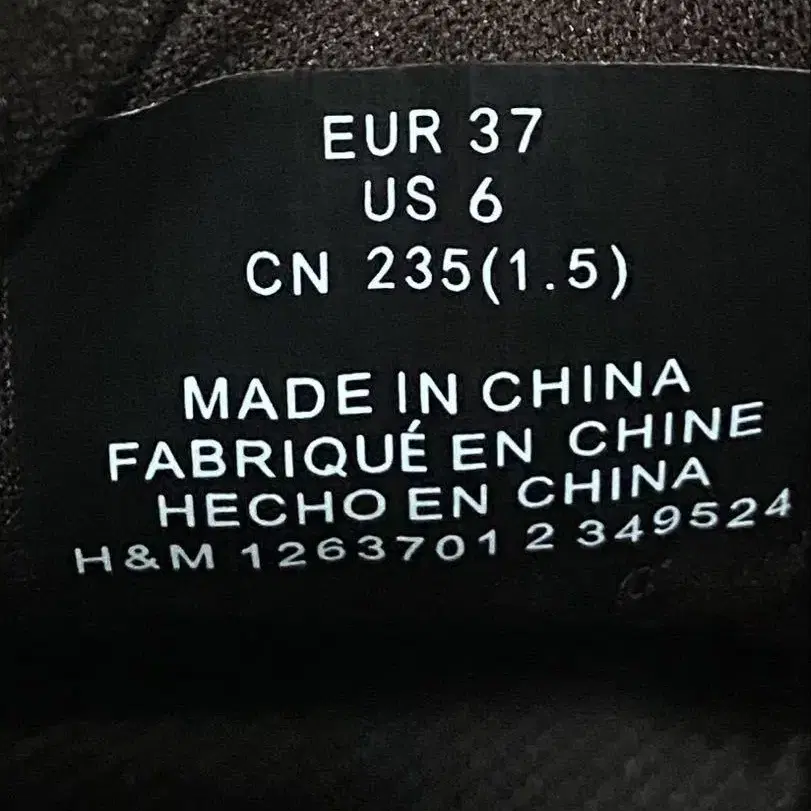 EUR 37
US 6
CN 235(1.5)
MADE IN CHINA
FABRIQUÉ EN CHINE
HECHO EN CHINA
H&M 1263701 2 349524